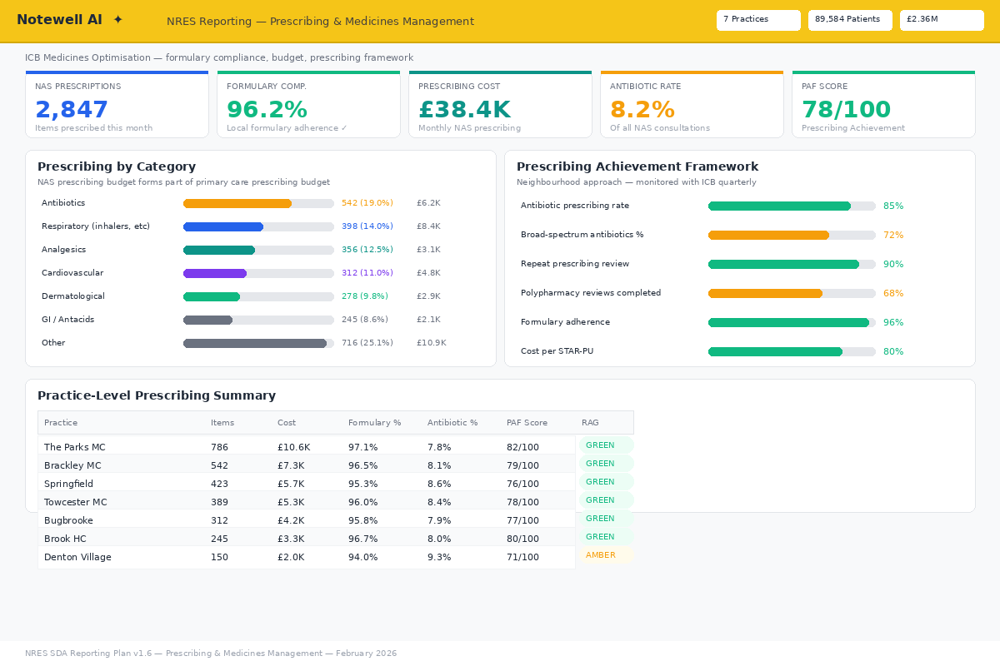 Notewell AI ✦ NRES Reporting — Prescribing & Medicines Management 7 Practices 89,584 Patients £2.36M
ICB Medicines Optimisation — formulary compliance, budget, prescribing framework
NAS PRESCRIPTIONS
2,847
Items prescribed this month
FORMULARY COMP.
96.2%
Local formulary adherence ✓
PRESCRIBING COST
£38.4K
Monthly NAS prescribing
ANTIBIOTIC RATE
8.2%
Of all NAS consultations
PAF SCORE
78/100
Prescribing Achievement
Prescribing by Category
NAS prescribing budget forms part of primary care prescribing budget
Antibiotics 542 (19.0%) £6.2K
Respiratory (inhalers, etc) 398 (14.0%) £8.4K
Analgesics 356 (12.5%) £3.1K
Cardiovascular 312 (11.0%) £4.8K
Dermatological 278 (9.8%) £2.9K
GI / Antacids 245 (8.6%) £2.1K
Other 716 (25.1%) £10.9K
Prescribing Achievement Framework
Neighbourhood approach — monitored with ICB quarterly
Antibiotic prescribing rate 85%
Broad-spectrum antibiotics % 72%
Repeat prescribing review 90%
Polypharmacy reviews completed 68%
Formulary adherence 96%
Cost per STAR-PU 80%
Practice-Level Prescribing Summary
Practice Items Cost Formulary % Antibiotic % PAF Score RAG
The Parks MC 786 £10.6K 97.1% 7.8% 82/100 GREEN
Brackley MC 542 £7.3K 96.5% 8.1% 79/100 GREEN
Springfield 423 £5.7K 95.3% 8.6% 76/100 GREEN
Towcester MC 389 £5.3K 96.0% 8.4% 78/100 GREEN
Bugbrooke 312 £4.2K 95.8% 7.9% 77/100 GREEN
Brook HC 245 £3.3K 96.7% 8.0% 80/100 GREEN
Denton Village 150 £2.0K 94.0% 9.3% 71/100 AMBER
NRES SDA Reporting Plan v1.6 — Prescribing & Medicines Management — February 2026